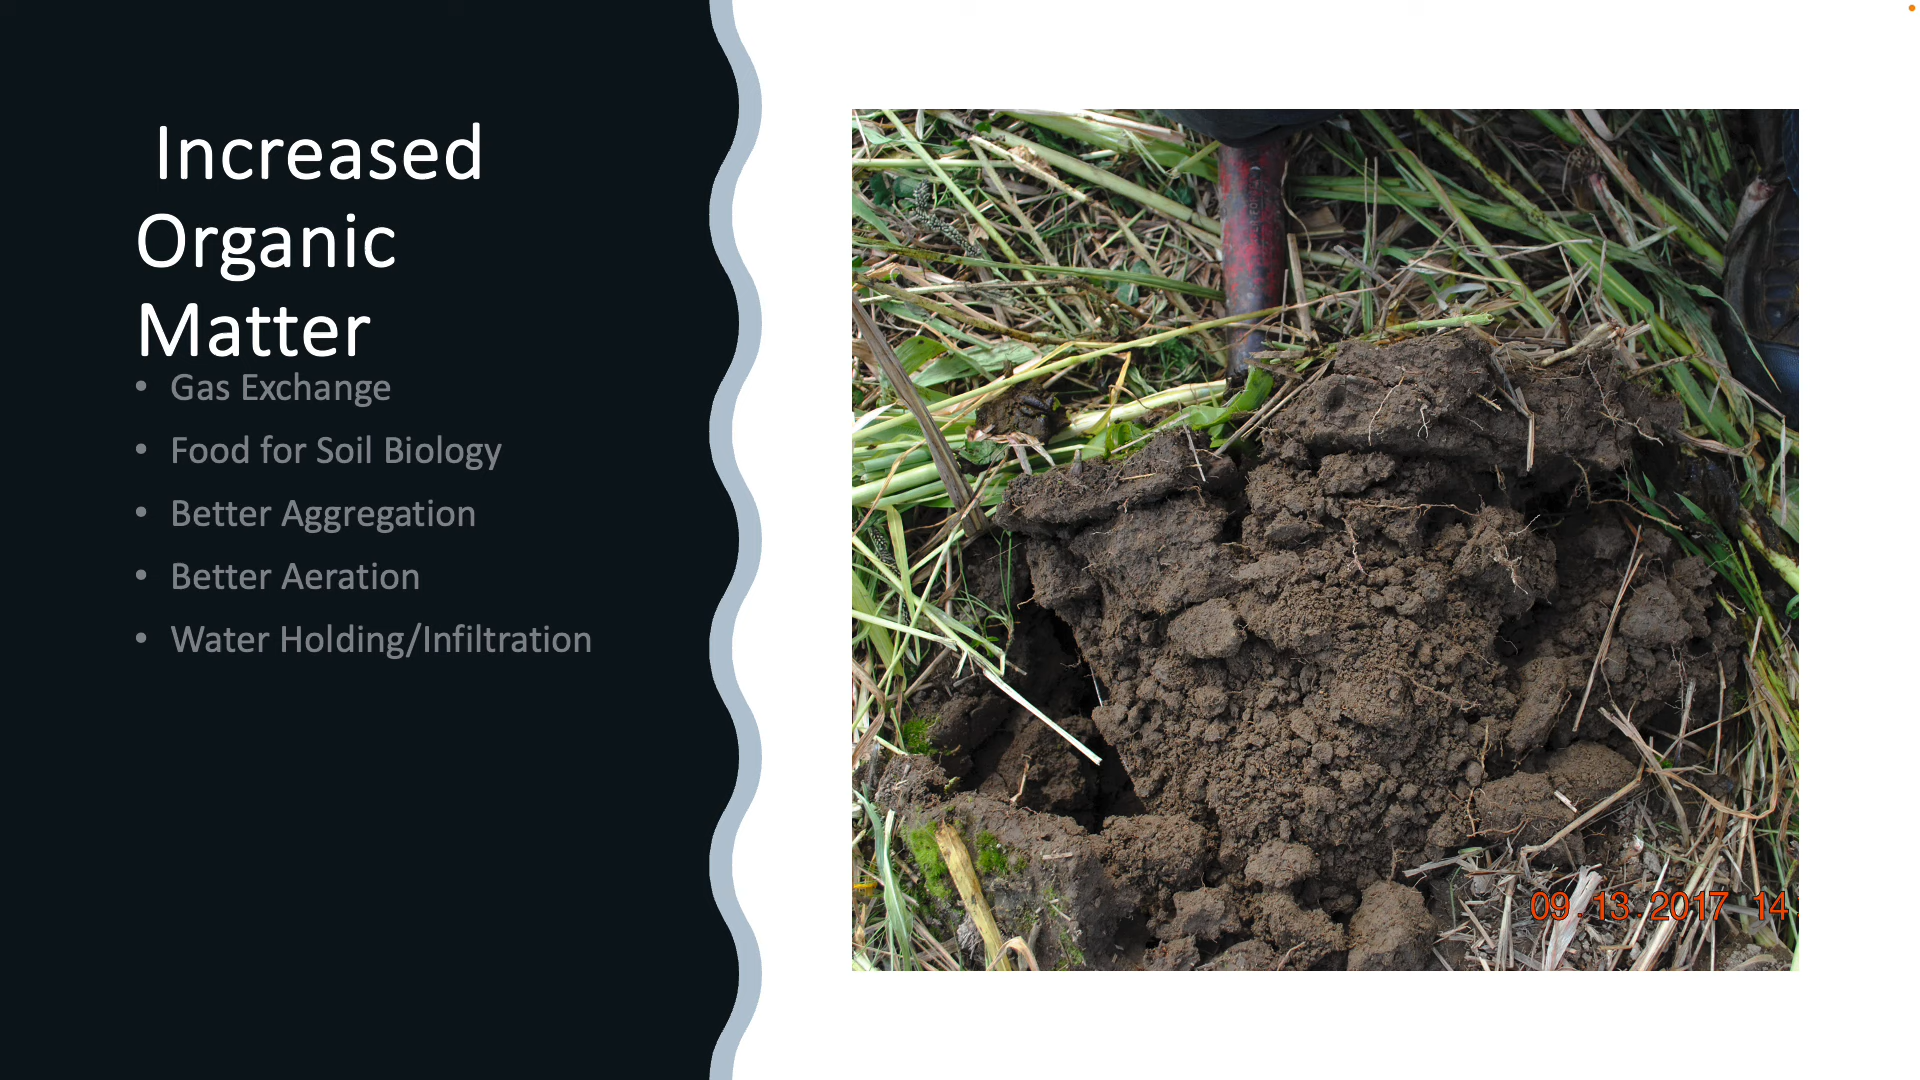 Increased
Organic
Matter
• Gas Exchange
• Food for Soil Biology
• Better Aggregation
• Better Aeration
• Water Holding/Infiltration
09.13.2017 14